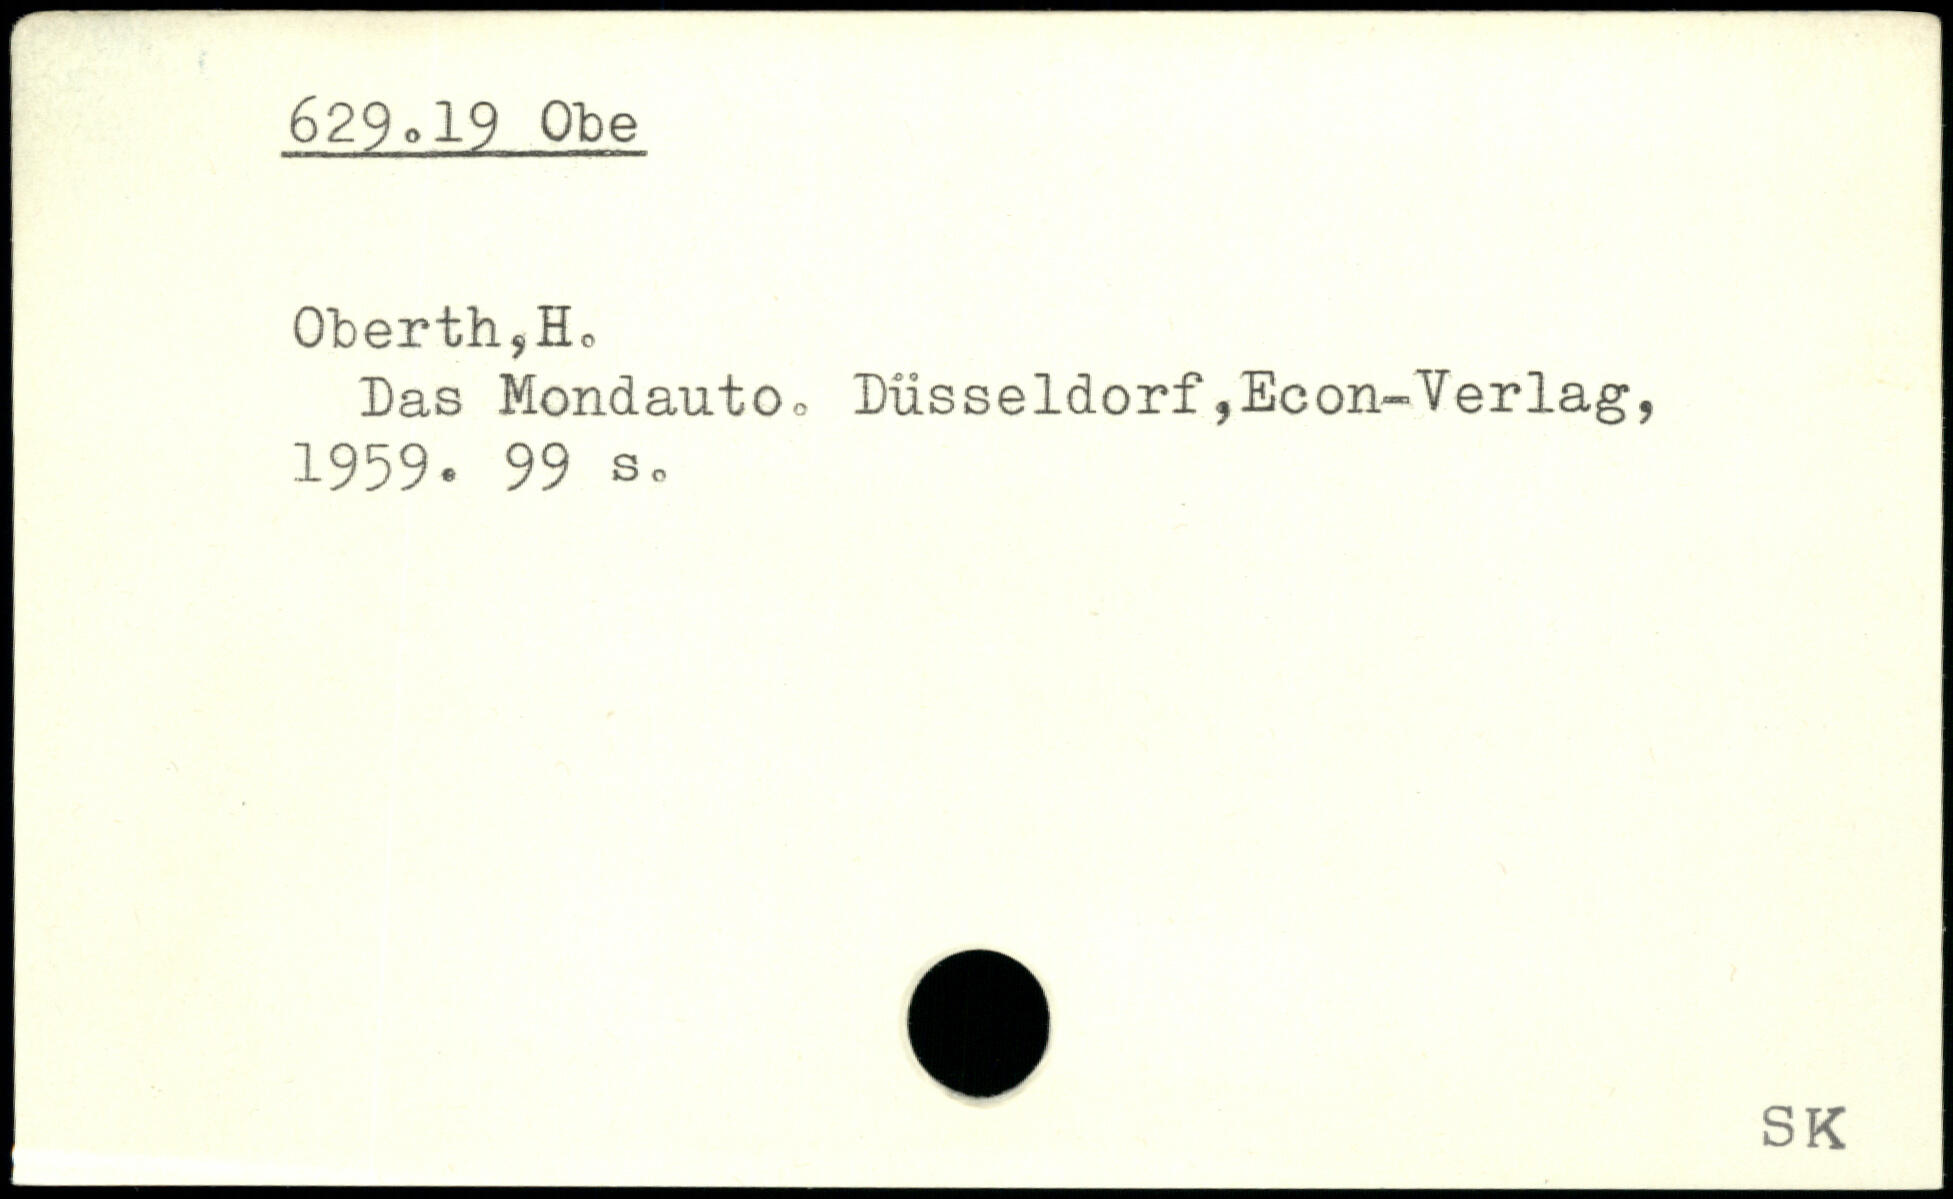 629.19 Obe
Oberth,H.
Das Mondauto. Düsseldorf,Econ-Verlag,
1959. 99 s.
SK